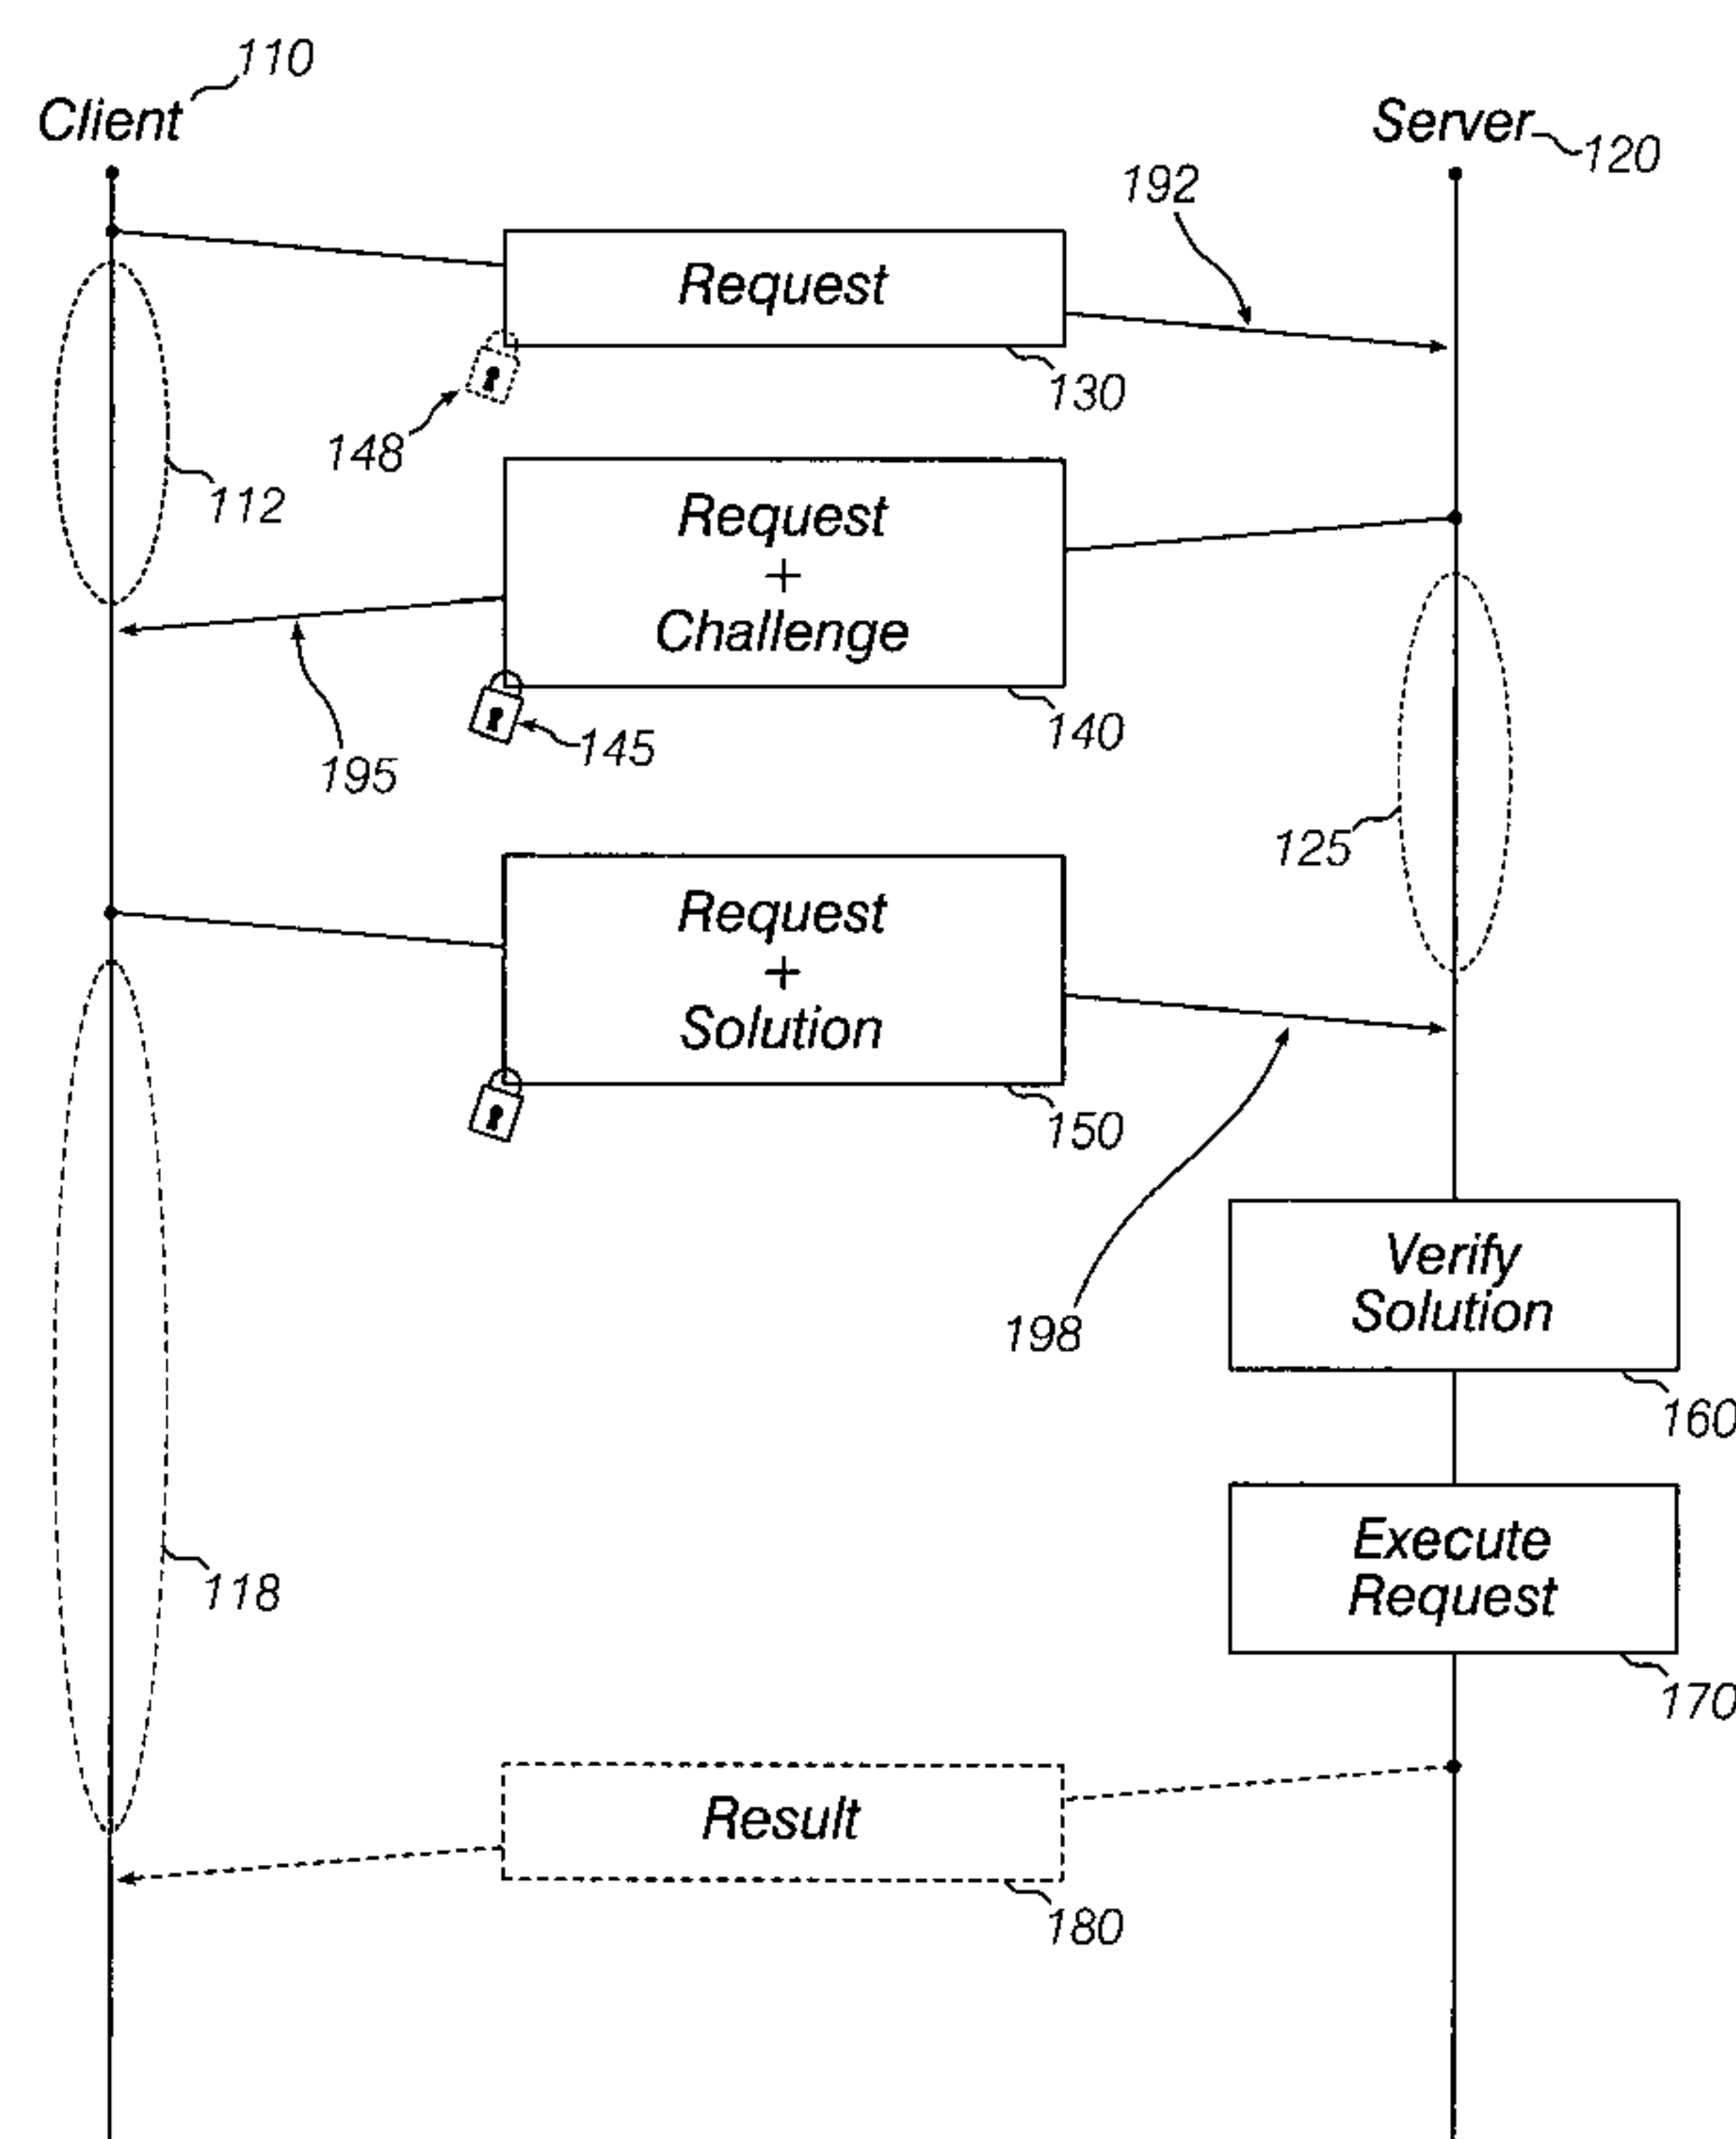 110
Client
Server
120
192
Request
130
148
112
Request
+
Challenge
140
145
195
125
Request
+
Solution
150
198
Verify
Solution
160
Execute
Request
170
118
Result
180